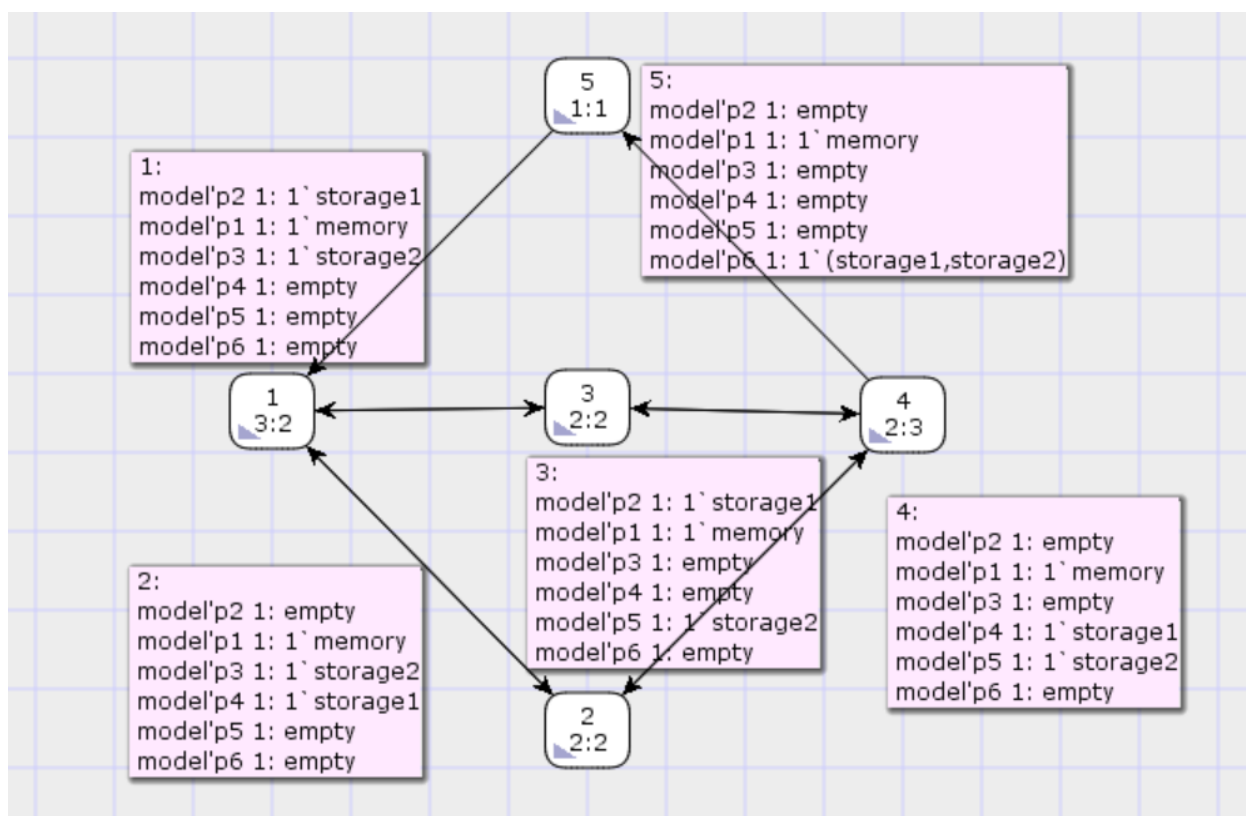 5
1:1
5:
model'p2 1: empty
model'p1 1: 1`memory
model'p3 1: empty
model'p4 1: empty
model'p5 1: empty
model'p6 1: 1`(storage1,storage2)
1:
model'p2 1: 1`storage1
model'p1 1: 1`memory
model'p3 1: 1`storage2
model'p4 1: empty
model'p5 1: empty
model'p6 1: empty
1
3:2
3
2:2
4
2:3
3:
model'p2 1: 1`storage1
model'p1 1: 1`memory
model'p3 1: empty
model'p4 1: empty
model'p5 1: 1`storage2
model'p6 1: empty
4:
model'p2 1: empty
model'p1 1: 1`memory
model'p3 1: empty
model'p4 1: 1`storage1
model'p5 1: 1`storage2
model'p6 1: empty
2:
model'p2 1: empty
model'p1 1: 1`memory
model'p3 1: 1`storage2
model'p4 1: 1`storage1
model'p5 1: empty
model'p6 1: empty
2
2:2